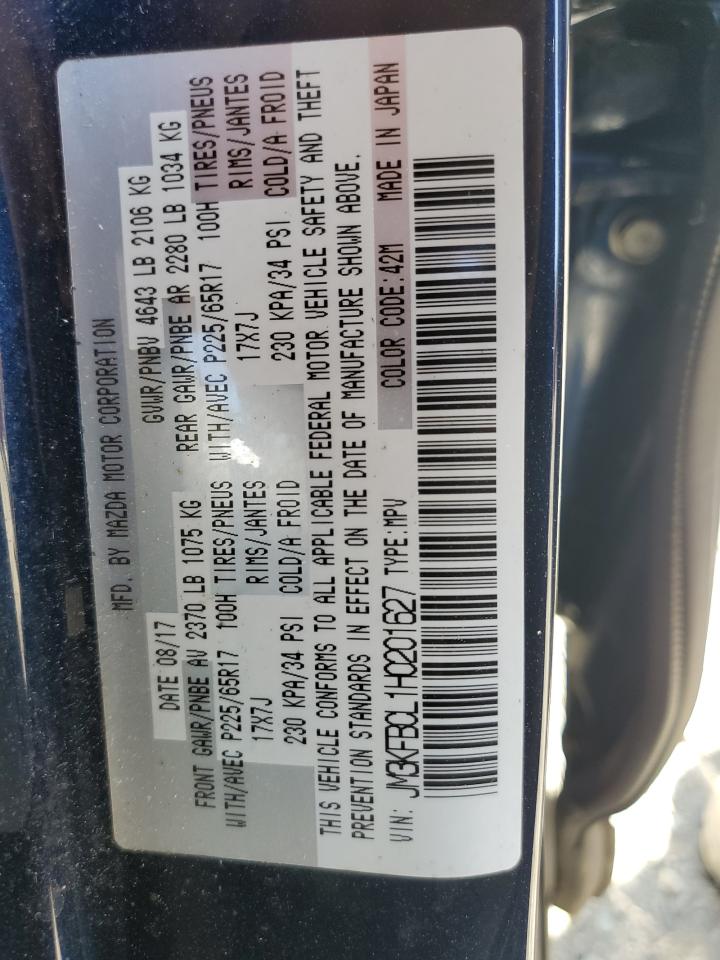 MFD. BY MAZDA MOTOR CORPORATION
DATE 08/17 GVWR/PNBV 4643 LB 2106 KG
FRONT GAWR/PNBE AV 2370 LB 1075 KG REAR GAWR/PNBE AR 2280 LB 1034 KG
WITH/AVEC P225/65R17 100H TIRES/PNEUS WITH/AVEC P225/65R17 100H TIRES/PNEUS
17X7J RIMS/JANTES 17X7J RIMS/JANTES
230 KPA/34 PSI COLD/A FROID 230 KPA/34 PSI COLD/A FROID
THIS VEHICLE CONFORMS TO ALL APPLICABLE FEDERAL MOTOR VEHICLE SAFETY AND THEFT
PREVENTION STANDARDS IN EFFECT ON THE DATE OF MANUFACTURE SHOWN ABOVE.
VIN: JM3KFBCL1H0201627 TYPE:MPV COLOR CODE:42M MADE IN JAPAN